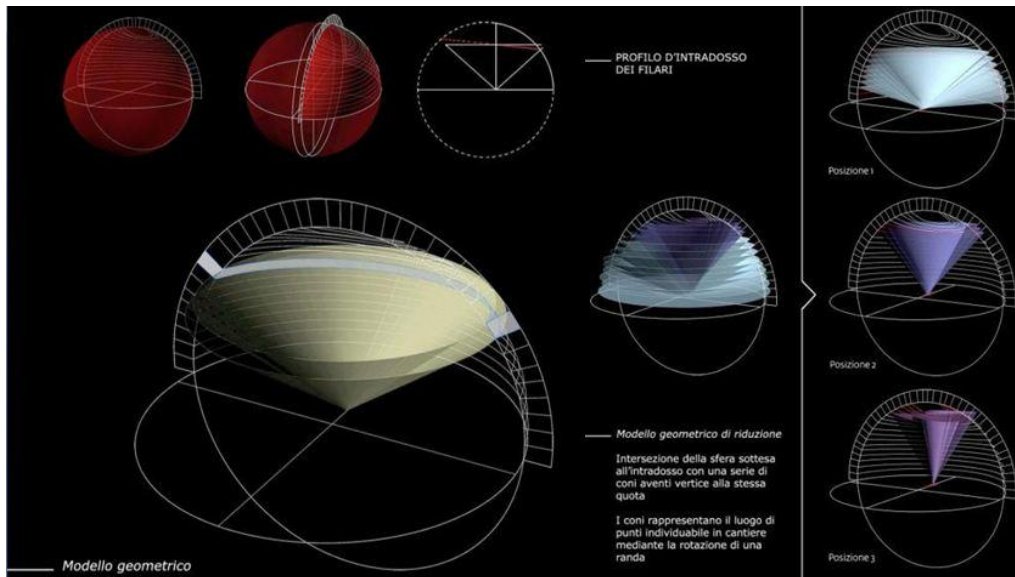 PROFILO D'INTRADOSSO
DEI FILARI
Posizione 1
Posizione 2
Modello geometrico di riduzione
Intersezione della sfera sottesa
all'intradosso con una serie di
coni aventi vertice alla stessa
quota
I coni rappresentano il luogo di
punti individuabile in cantiere
mediante la rotazione di una
randa
Posizione 3
Modello geometrico